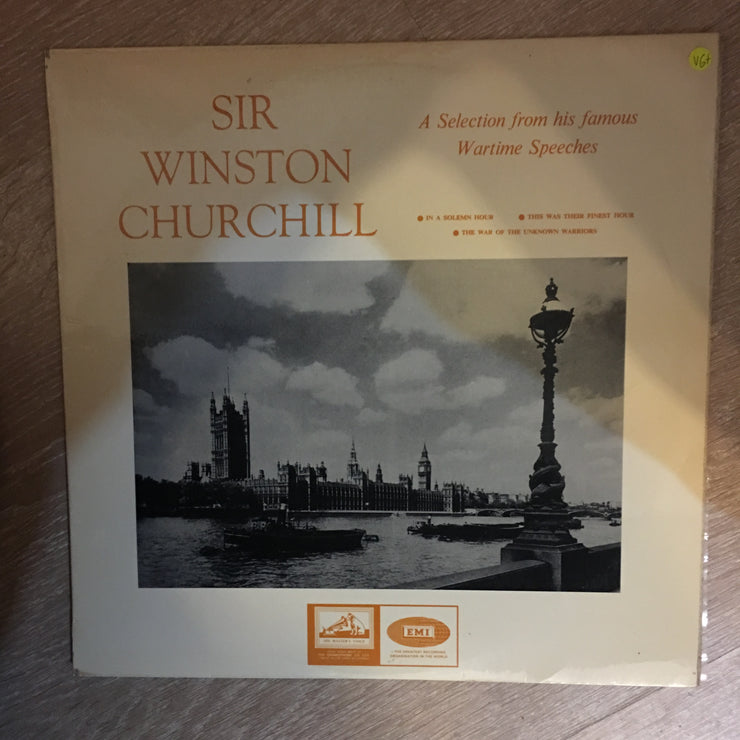 VG+
SIR
WINSTON
CHURCHILL
A Selection from his famous
Wartime Speeches
● IN A SOLEMN HOUR ● THIS WAS THEIR FINEST HOUR
● THE WAR OF THE UNKNOWN WARRIORS
"HIS MASTER'S VOICE"
EMI
THE GREATEST RECORDING
ORGANISATION IN THE WORLD